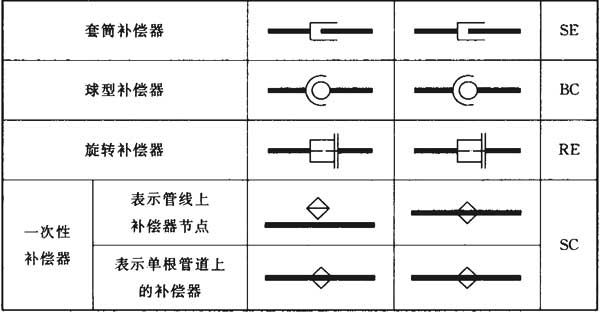 套筒补偿器
SE
球型补偿器
BC
旋转补偿器
RE
一次性
补偿器
表示管线上
补偿器节点
表示单根管道上
的补偿器
SC